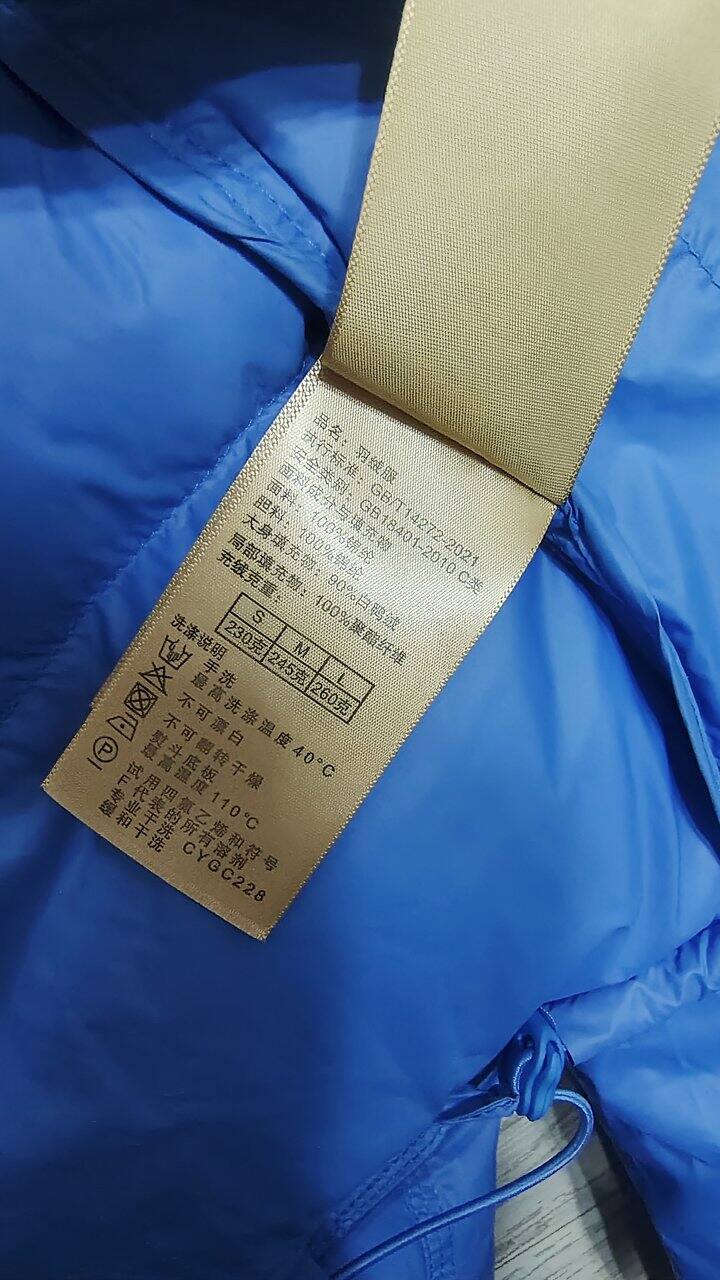 品名：羽绒服
执行标准：GB/T14272-2021
安全类别：GB18401-2010 C类
面料成分与填充物
面料：100%锦纶
胆料：100%锦纶
大身填充物：90%白鸭绒
局部填充物：100%聚酯纤维
充绒克重：
S M L
230克 245克 260克
洗涤说明
手洗
最高洗涤温度40°C
不可漂白
不可翻转干燥
熨斗底板
最高温度110°C
试用四氯乙烯和符号
F代表的所有溶剂
专业干洗
缓和干洗 CYGC228
P